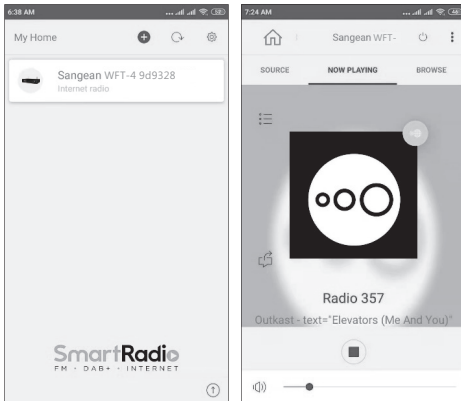 6:38 AM
My Home
Sangean WFT-4 9d9328
Internet radio
SmartRadio
FM · DAB+ · INTERNET
7:24 AM
Sangean WFT-
SOURCE NOW PLAYING BROWSE
Radio 357
Outkast - text="Elevators (Me And You)"